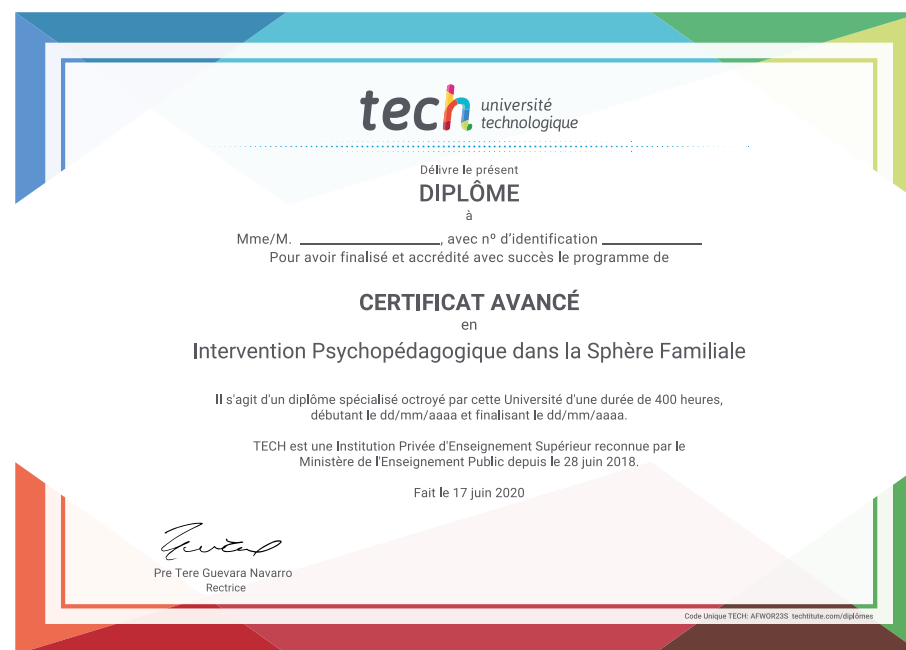 tech université
technologique
Délivre le présent
DIPLÔME
à
Mme/M. ____________________, avec nº d'identification ______________
Pour avoir finalisé et accrédité avec succès le programme de
CERTIFICAT AVANCÉ
en
Intervention Psychopédagogique dans la Sphère Familiale
Il s'agit d'un diplôme spécialisé octroyé par cette Université d'une durée de 400 heures,
débutant le dd/mm/aaaa et finalisant le dd/mm/aaaa.
TECH est une Institution Privée d'Enseignement Supérieur reconnue par le
Ministère de l'Enseignement Public depuis le 28 juin 2018.
Fait le 17 juin 2020
Pre Tere Guevara Navarro
Rectrice
Code Unique TECH: AFWOR23S techtitute.com/diplômes